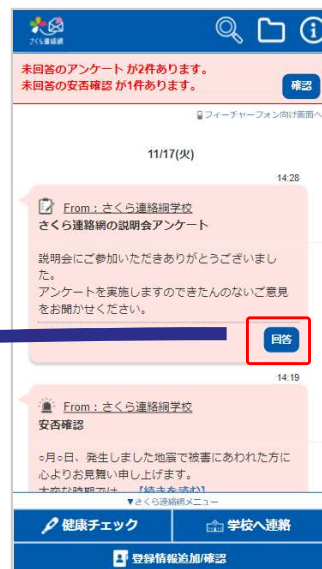 さくら連絡網
未回答のアンケート が2件あります。
未回答の安否確認 が1件あります。
確認
フィーチャーフォン向け画面へ
11/17(火)
14:28
From：さくら連絡網学校
さくら連絡網の説明会アンケート
説明会にご参加いただきありがとうございまし
た。
アンケートを実施しますのできたんのないご意見
をお聞かせください。
回答
14:19
From：さくら連絡網学校
安否確認
○月○日、発生しました地震で被害にあわれた方に
心よりお見舞い申し上げます。
大変な時期では 【続きを読む】
▼さくら連絡網メニュー
健康チェック
学校へ連絡
登録情報追加/確認